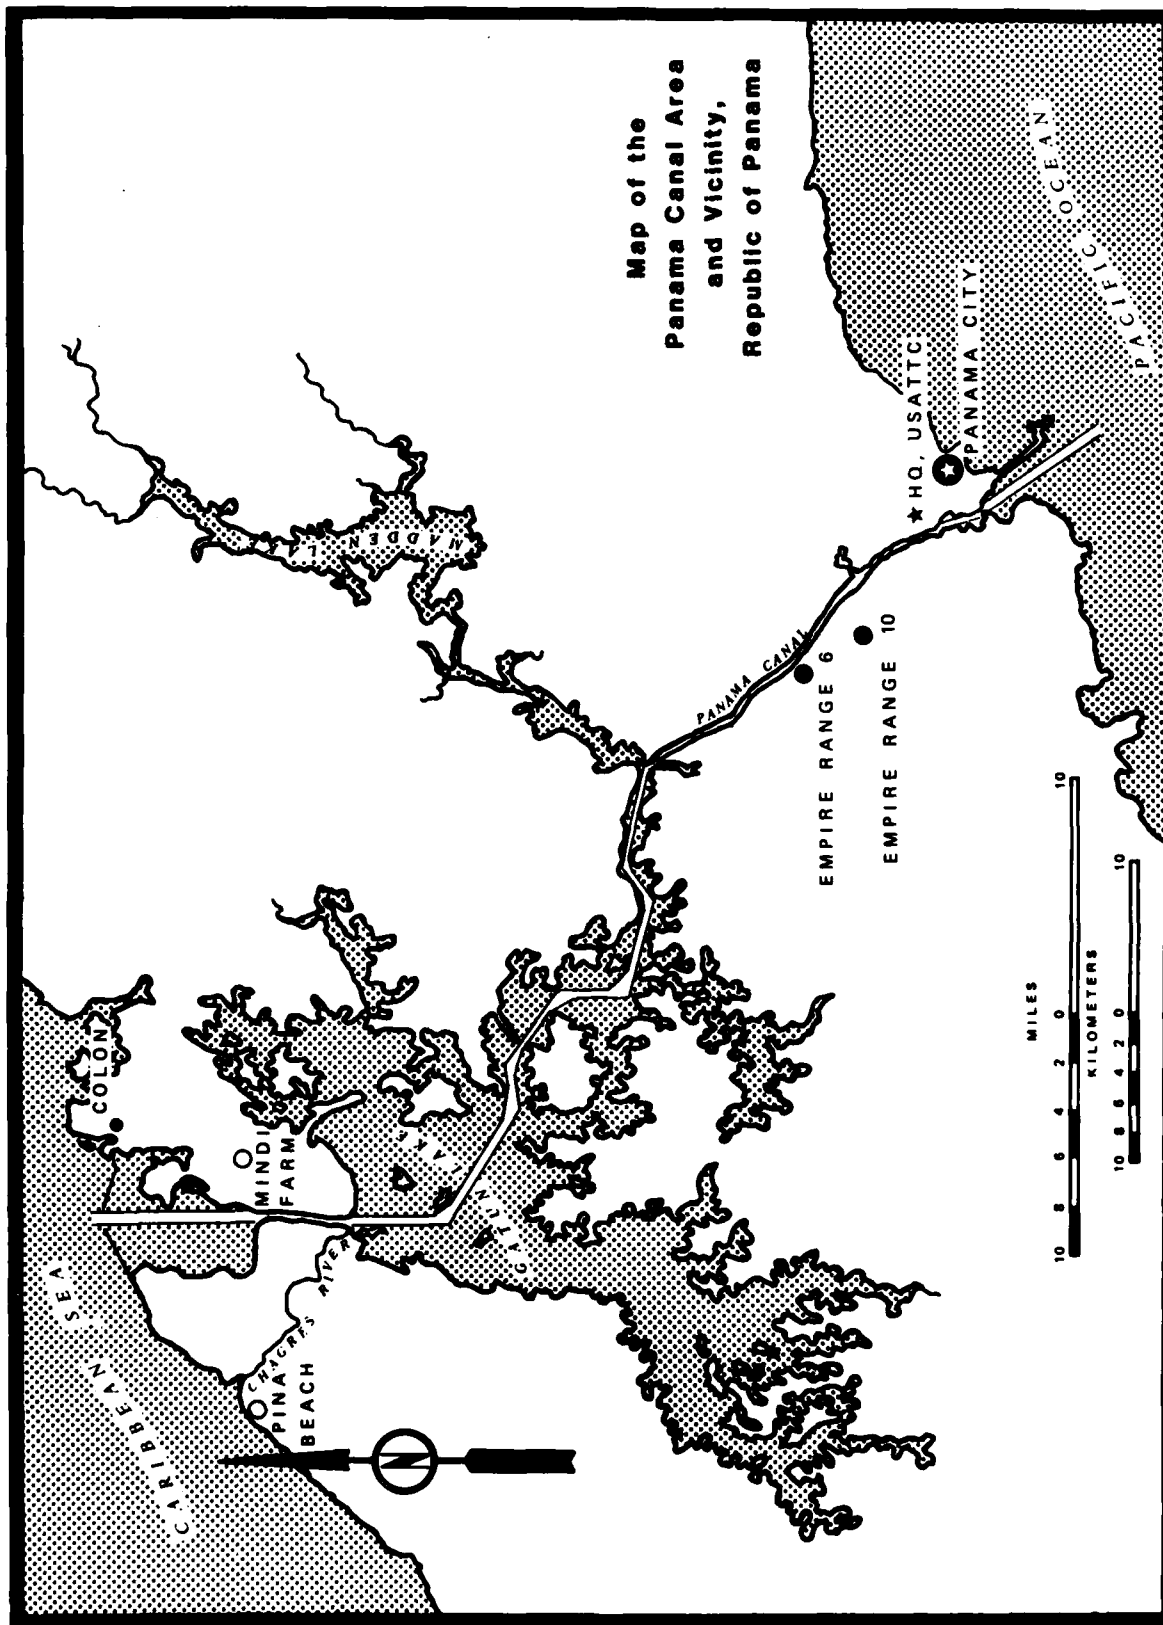 Map of the
Panama Canal Area
and Vicinity,
Republic of Panama
CARIBBEAN SEA
COLON
MINDI
FARM
CHAGRES RIVER
PINA
BEACH
GATUN LAKE
MADDEN LAKE
PANAMA CANAL
EMPIRE RANGE 6
EMPIRE RANGE 10
HQ, USATTC
PANAMA CITY
PACIFIC OCEAN
MILES
10 8 6 4 2 0 10
KILOMETERS
10 8 6 4 2 0 10